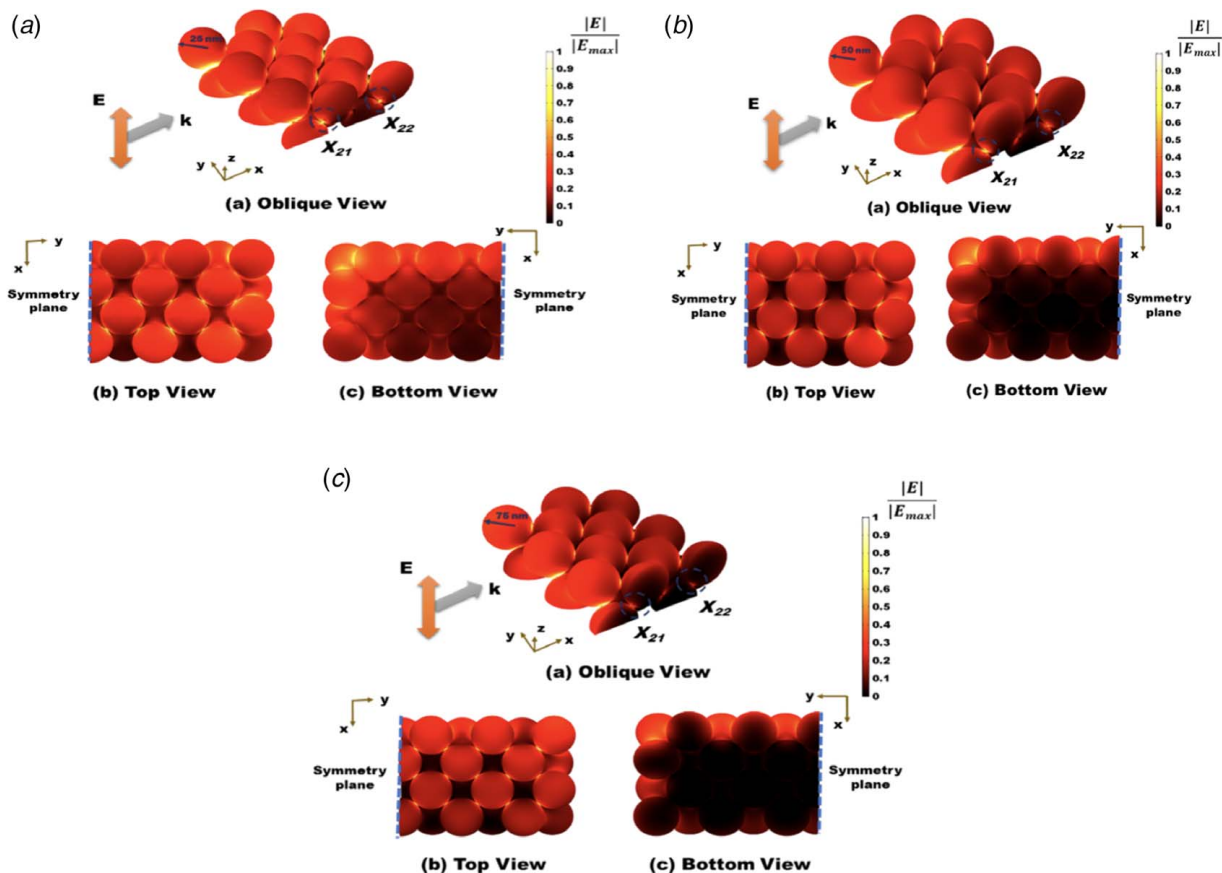 (a)
25 nm
|E|
|E_max|
1
0.9
0.8
0.7
0.6
0.5
0.4
0.3
0.2
0.1
0
E
k
X21
X22
y z x
(a) Oblique View
y
x
Symmetry plane
(b) Top View
y
x
Symmetry plane
(c) Bottom View
(b)
50 nm
|E|
|E_max|
1
0.9
0.8
0.7
0.6
0.5
0.4
0.3
0.2
0.1
0
E
k
X21
X22
y z x
(a) Oblique View
y
x
Symmetry plane
(b) Top View
y
x
Symmetry plane
(c) Bottom View
(c)
75 nm
|E|
|E_max|
1
0.9
0.8
0.7
0.6
0.5
0.4
0.3
0.2
0.1
0
E
k
X21
X22
y z x
(a) Oblique View
y
x
Symmetry plane
(b) Top View
y
x
Symmetry plane
(c) Bottom View